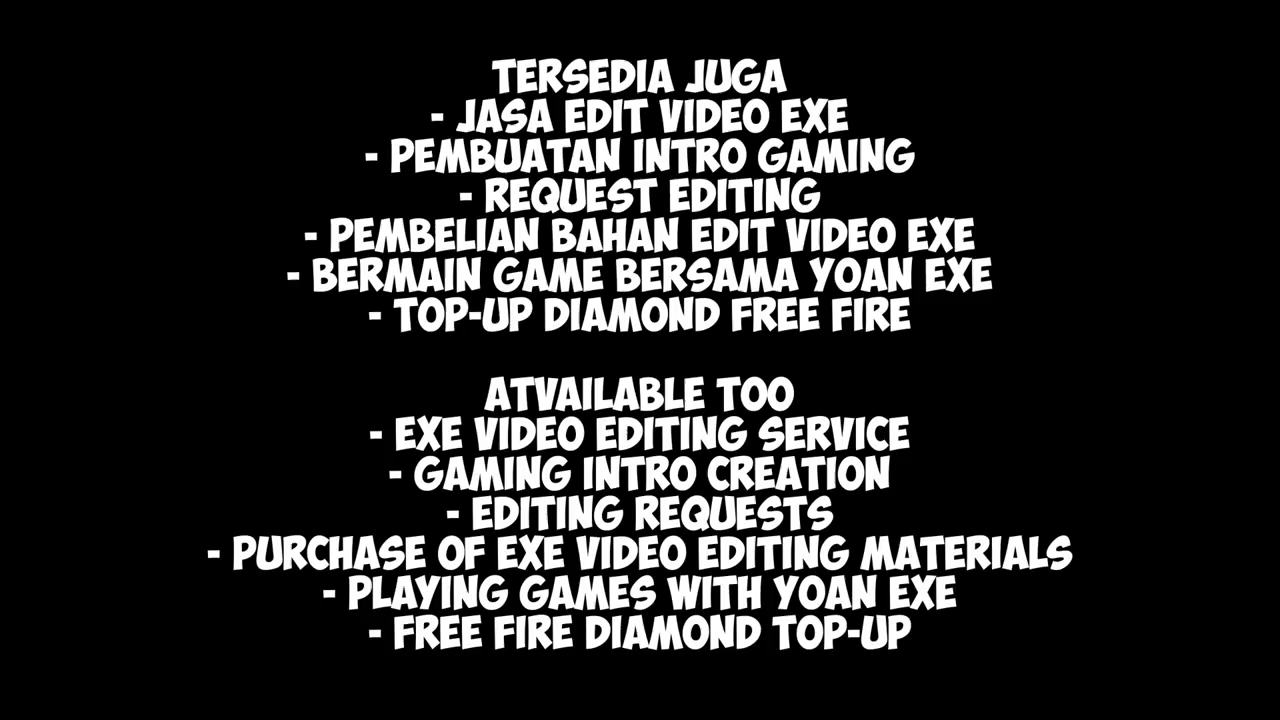 TERSEDIA JUGA
- JASA EDIT VIDEO EXE
- PEMBUATAN INTRO GAMING
- REQUEST EDITING
- PEMBELIAN BAHAN EDIT VIDEO EXE
- BERMAIN GAME BERSAMA YOAN EXE
- TOP-UP DIAMOND FREE FIRE
ATVAILABLE TOO
- EXE VIDEO EDITING SERVICE
- GAMING INTRO CREATION
- EDITING REQUESTS
- PURCHASE OF EXE VIDEO EDITING MATERIALS
- PLAYING GAMES WITH YOAN EXE
- FREE FIRE DIAMOND TOP-UP